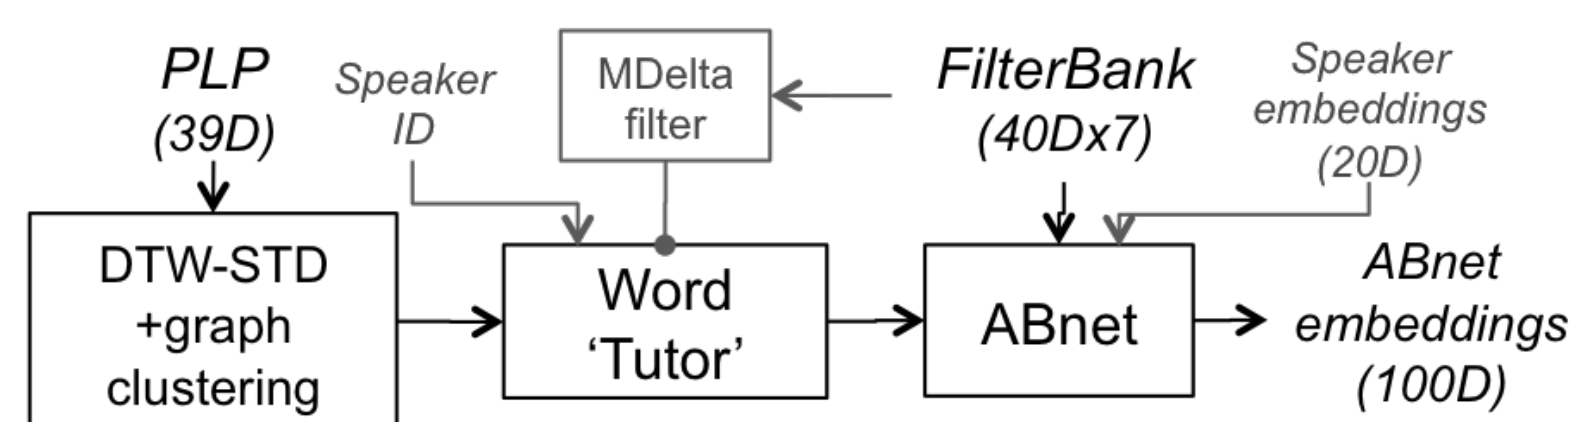 PLP
(39D)
Speaker
ID
MDelta
filter
FilterBank
(40Dx7)
Speaker
embeddings
(20D)
DTW-STD
+graph
clustering
Word
‘Tutor’
ABnet
ABnet
embeddings
(100D)